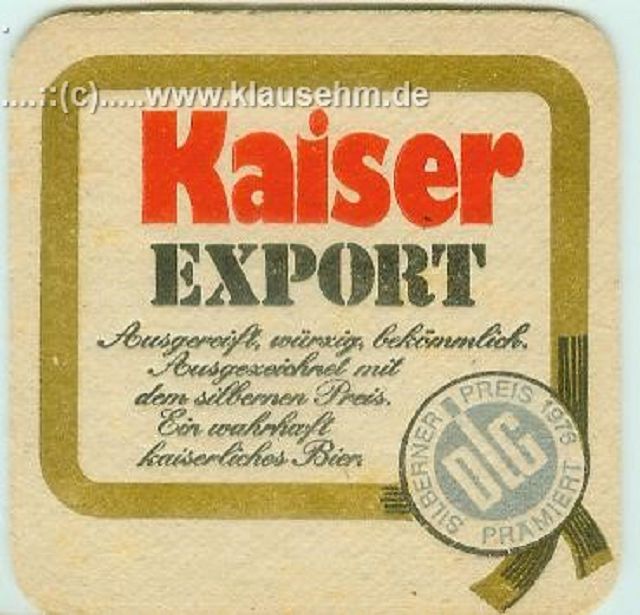 ....::(c).....www.klausehm.de
Kaiser
EXPORT
Ausgereift, würzig, bekömmlich.
Ausgezeichnet mit
dem silbernen Preis.
Ein wahrhaft
kaiserliches Bier.
SILBERNER PREIS 1976
DLG
PRÄMIERT